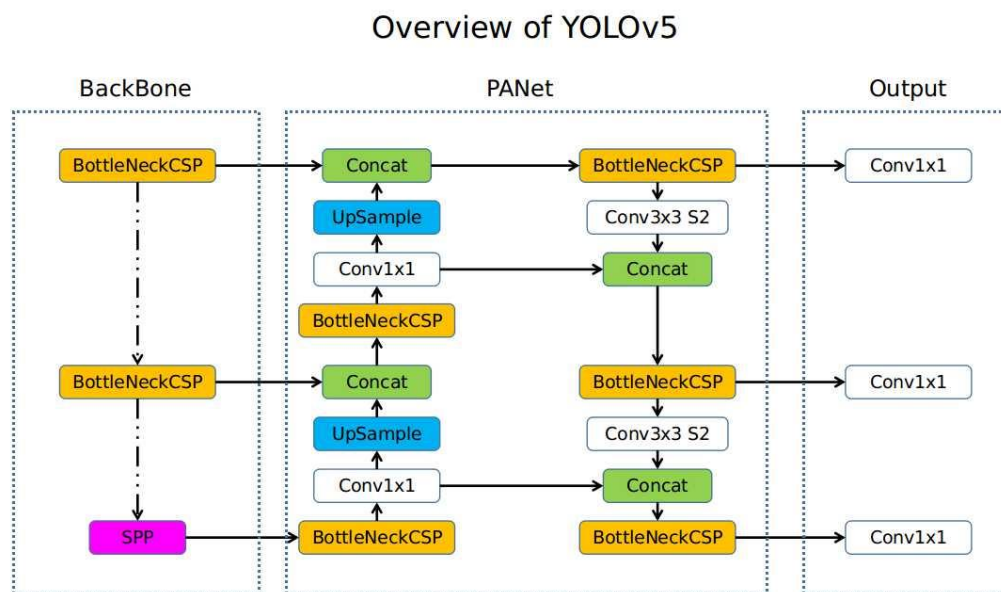 Overview of YOLOv5
BackBone
PANet
Output
BottleNeckCSP
Concat
BottleNeckCSP
Conv1x1
UpSample
Conv3x3 S2
Conv1x1
Concat
BottleNeckCSP
BottleNeckCSP
Concat
BottleNeckCSP
Conv1x1
UpSample
Conv3x3 S2
Conv1x1
Concat
SPP
BottleNeckCSP
BottleNeckCSP
Conv1x1